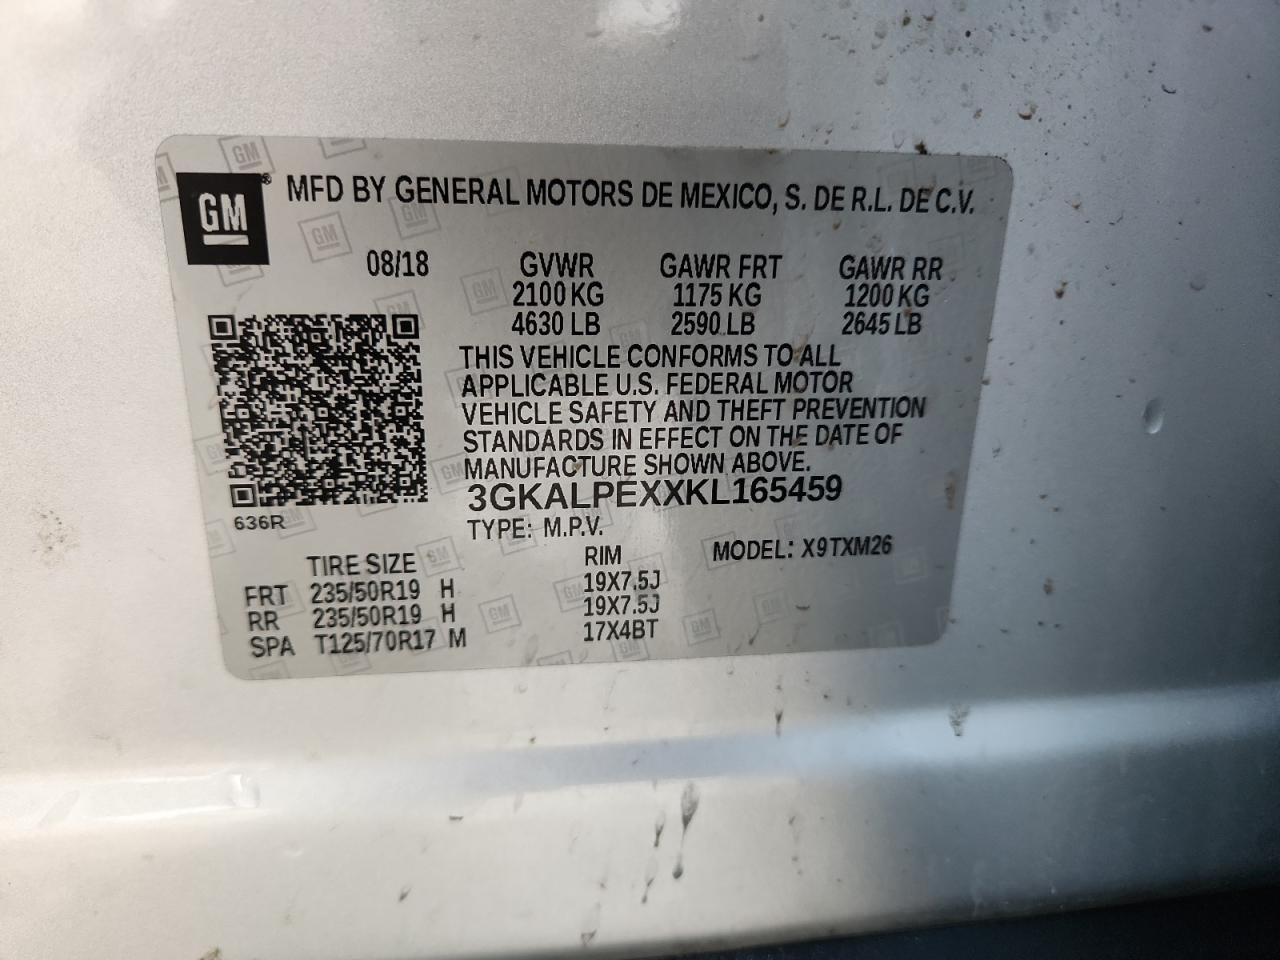 GM® MFD BY GENERAL MOTORS DE MEXICO, S. DE R.L. DE C.V.
08/18 GVWR GAWR FRT GAWR RR
2100 KG 1175 KG 1200 KG
4630 LB 2590 LB 2645 LB
THIS VEHICLE CONFORMS TO ALL
APPLICABLE U.S. FEDERAL MOTOR
VEHICLE SAFETY AND THEFT PREVENTION
STANDARDS IN EFFECT ON THE DATE OF
MANUFACTURE SHOWN ABOVE.
3GKALPEXXKL165459
636R
TYPE: M.P.V.
TIRE SIZE RIM MODEL: X9TXM26
FRT 235/50R19 H 19X7.5J
RR 235/50R19 H 19X7.5J
SPA T125/70R17 M 17X4BT